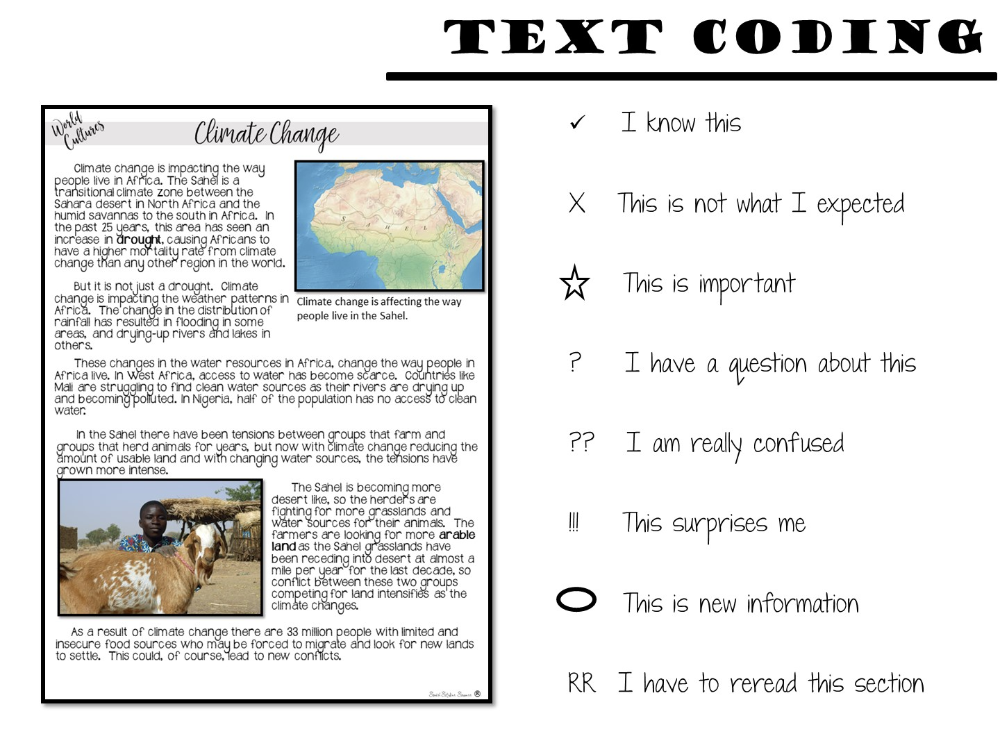 TEXT CODING
World
Cultures
Climate Change
Climate change is impacting the way
people live in Africa. The Sahel is a
transitional climate zone between the
Sahara desert in North Africa and the
humid savannas to the south in Africa. In
the past 25 years, this area has seen an
increase in drought, causing Africans to
have a higher mortality rate from climate
change than any other region in the world.
But it is not just a drought. Climate
change is impacting the weather patterns in
Africa. The change in the distribution of
rainfall has resulted in flooding in some
areas, and drying-up rivers and lakes in
others.
S A H E L
Climate change is affecting the way
people live in the Sahel.
These changes in the water resources in Africa, change the way people in
Africa live. In West Africa, access to water has become scarce. Countries like
Mali are struggling to find clean water sources as their rivers are drying up
and becoming polluted. In Nigeria, half of the population has no access to clean
water.
In the Sahel there have been tensions between groups that farm and
groups that herd animals for years, but now with climate change reducing the
amount of usable land and with changing water sources, the tensions have
grown more intense.
The Sahel is becoming more
desert like, so the herders are
fighting for more grasslands and
water sources for their animals. The
farmers are looking for more arable
land as the Sahel grasslands have
been receding into desert at almost a
mile per year for the last decade, so
conflict between these two groups
competing for land intensifies as the
climate changes.
As a result of climate change there are 33 million people with limited and
insecure food sources who may be forced to migrate and look for new lands
to settle. This could, of course, lead to new conflicts.
®
✓ I know this
X This is not what I expected
☆ This is important
? I have a question about this
?? I am really confused
!!! This surprises me
This is new information
RR I have to reread this section